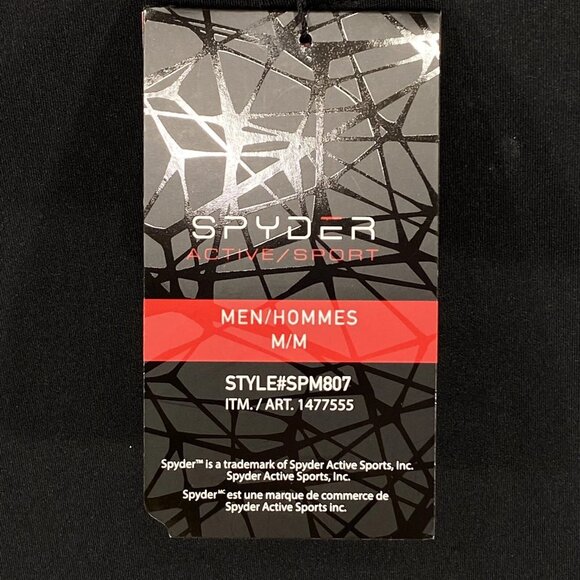 SPYDER
ACTIVE/SPORT
MEN/HOMMES
M/M
STYLE#SPM807
ITM. / ART. 1477555
Spyder™ is a trademark of Spyder Active Sports, Inc.
Spyder Active Sports, Inc.
Spyderᴹᶜ est une marque de commerce de
Spyder Active Sports inc.